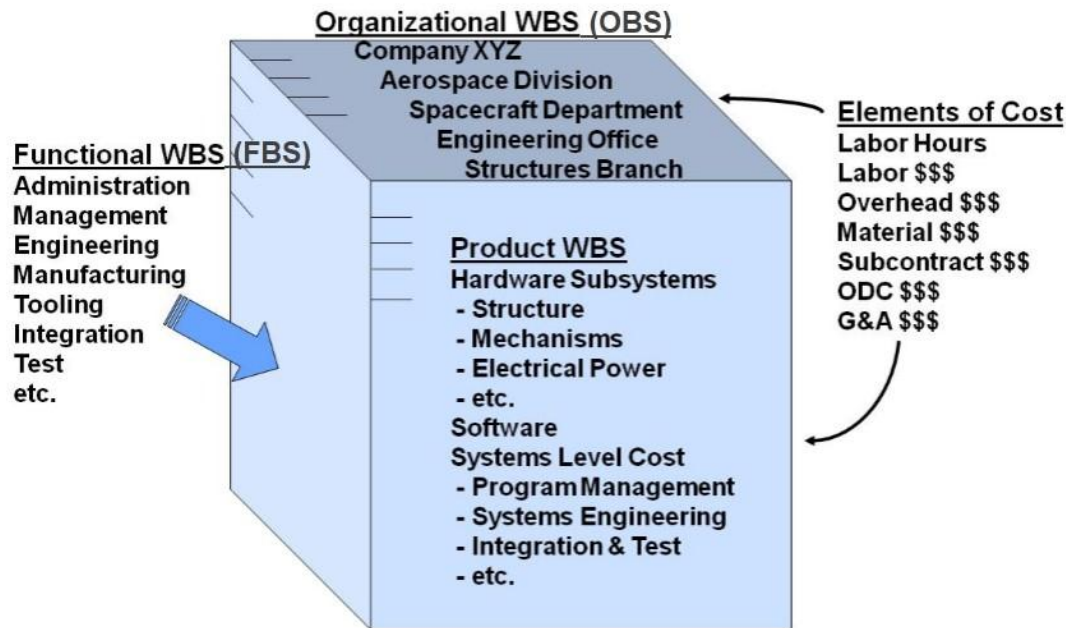 Organizational WBS (OBS)
Company XYZ
Aerospace Division
Spacecraft Department
Engineering Office
Structures Branch
Functional WBS (FBS)
Administration
Management
Engineering
Manufacturing
Tooling
Integration
Test
etc.
Product WBS
Hardware Subsystems
- Structure
- Mechanisms
- Electrical Power
- etc.
Software
Systems Level Cost
- Program Management
- Systems Engineering
- Integration & Test
- etc.
Elements of Cost
Labor Hours
Labor $$$
Overhead $$$
Material $$$
Subcontract $$$
ODC $$$
G&A $$$